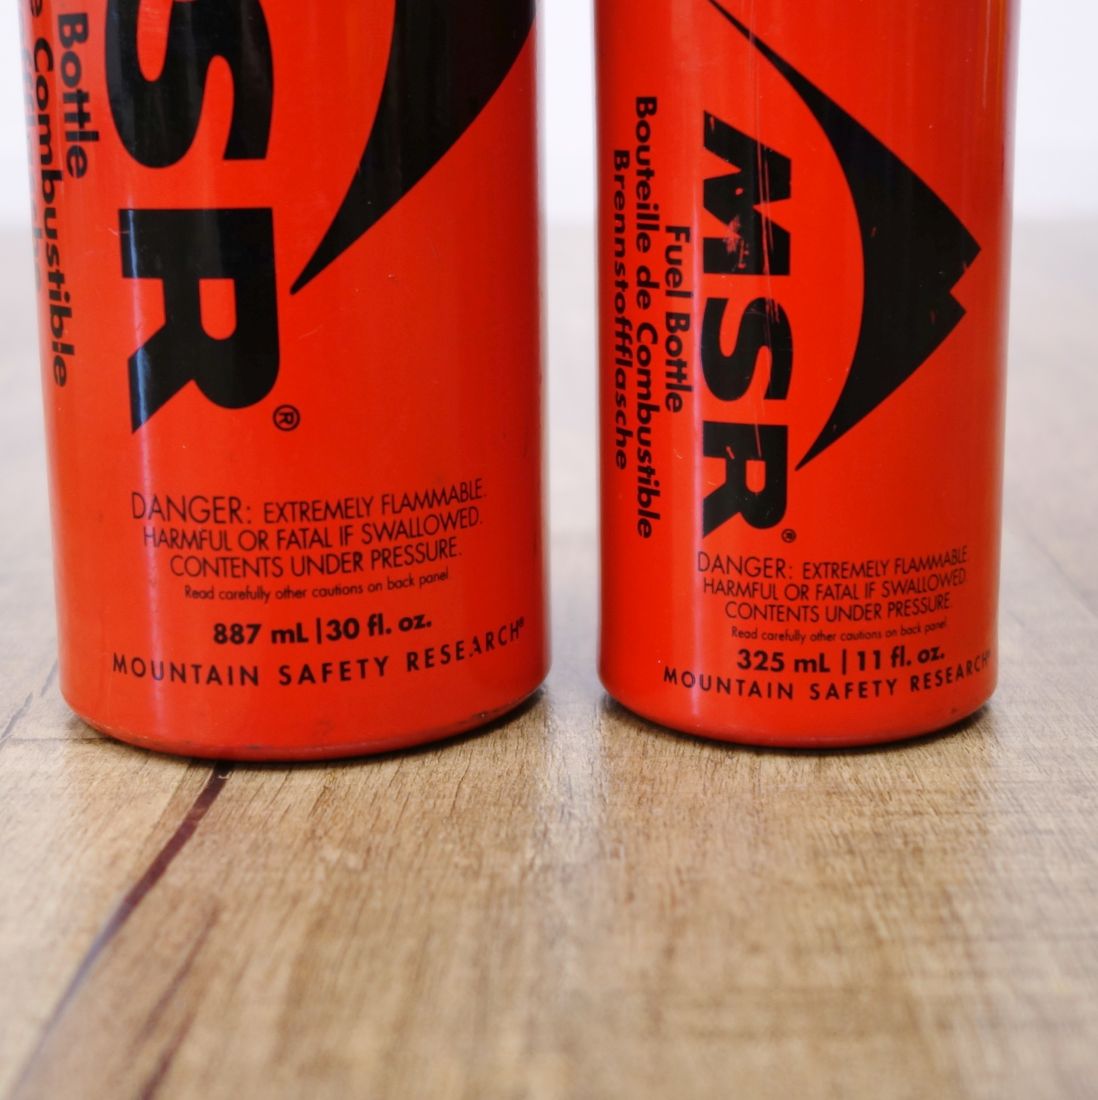 Bottle
Combustible
SR®
DANGER: EXTREMELY FLAMMABLE.
HARMFUL OR FATAL IF SWALLOWED.
CONTENTS UNDER PRESSURE.
Read carefully other cautions on back panel.
887 mL | 30 fl. oz.
MOUNTAIN SAFETY RESEARCH®
MSR®
Fuel Bottle
Bouteille de Combustible
Brennstoffflasche
DANGER: EXTREMELY FLAMMABLE.
HARMFUL OR FATAL IF SWALLOWED.
CONTENTS UNDER PRESSURE.
Read carefully other cautions on back panel.
325 mL | 11 fl. oz.
MOUNTAIN SAFETY RESEARCH®